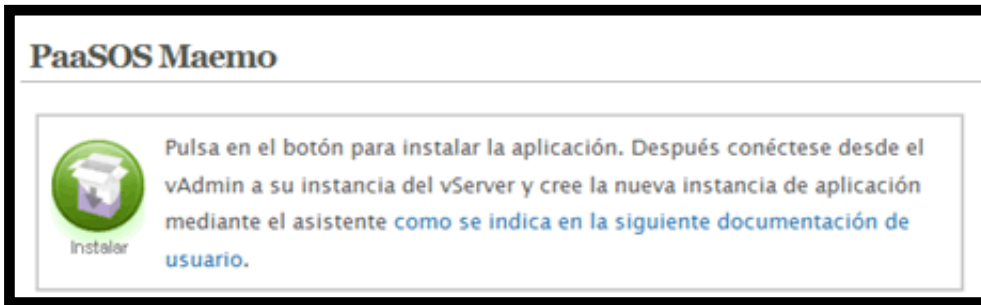 PaaSOS Maemo
Pulsa en el botón para instalar la aplicación. Después conéctese desde el
vAdmin a su instancia del vServer y cree la nueva instancia de aplicación
mediante el asistente como se indica en la siguiente documentación de
usuario.
Instalar